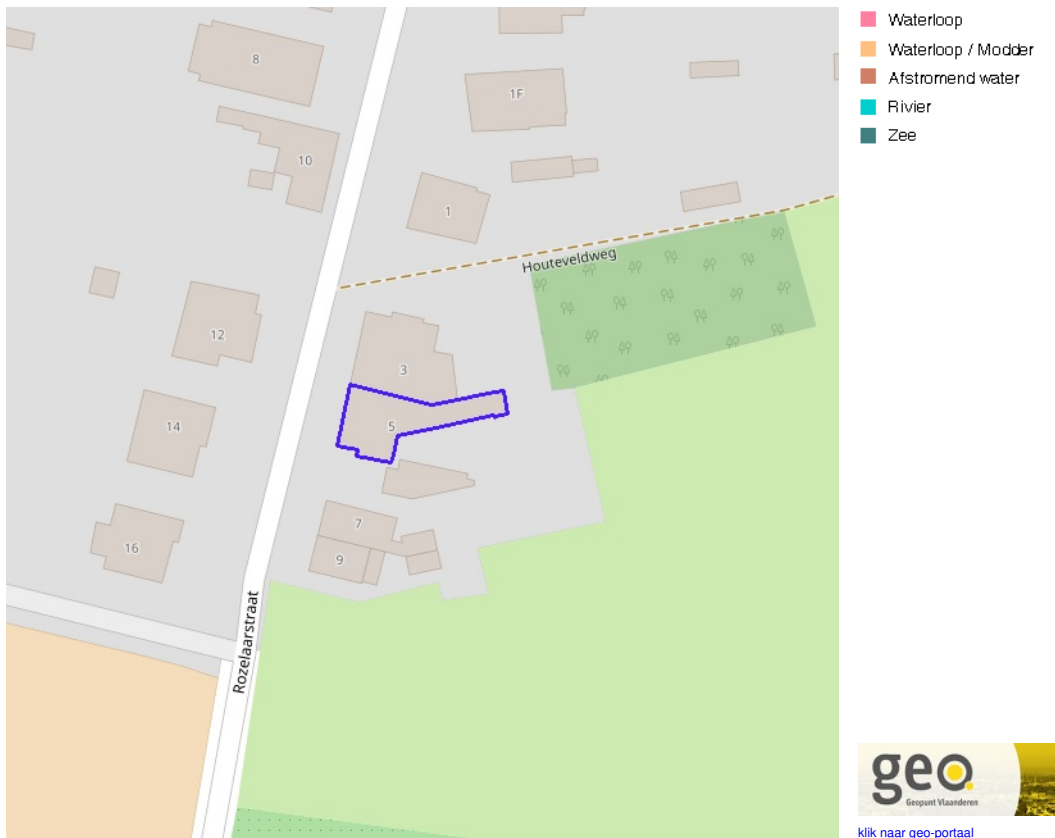 Waterloop
Waterloop / Modder
Afstromend water
Rivier
Zee
8
1F
10
1
Houteveldweg
12
3
14
5
7
16
9
Rozelaarstraat
geo.
Geopunt Vlaanderen
klik naar geo-portaal